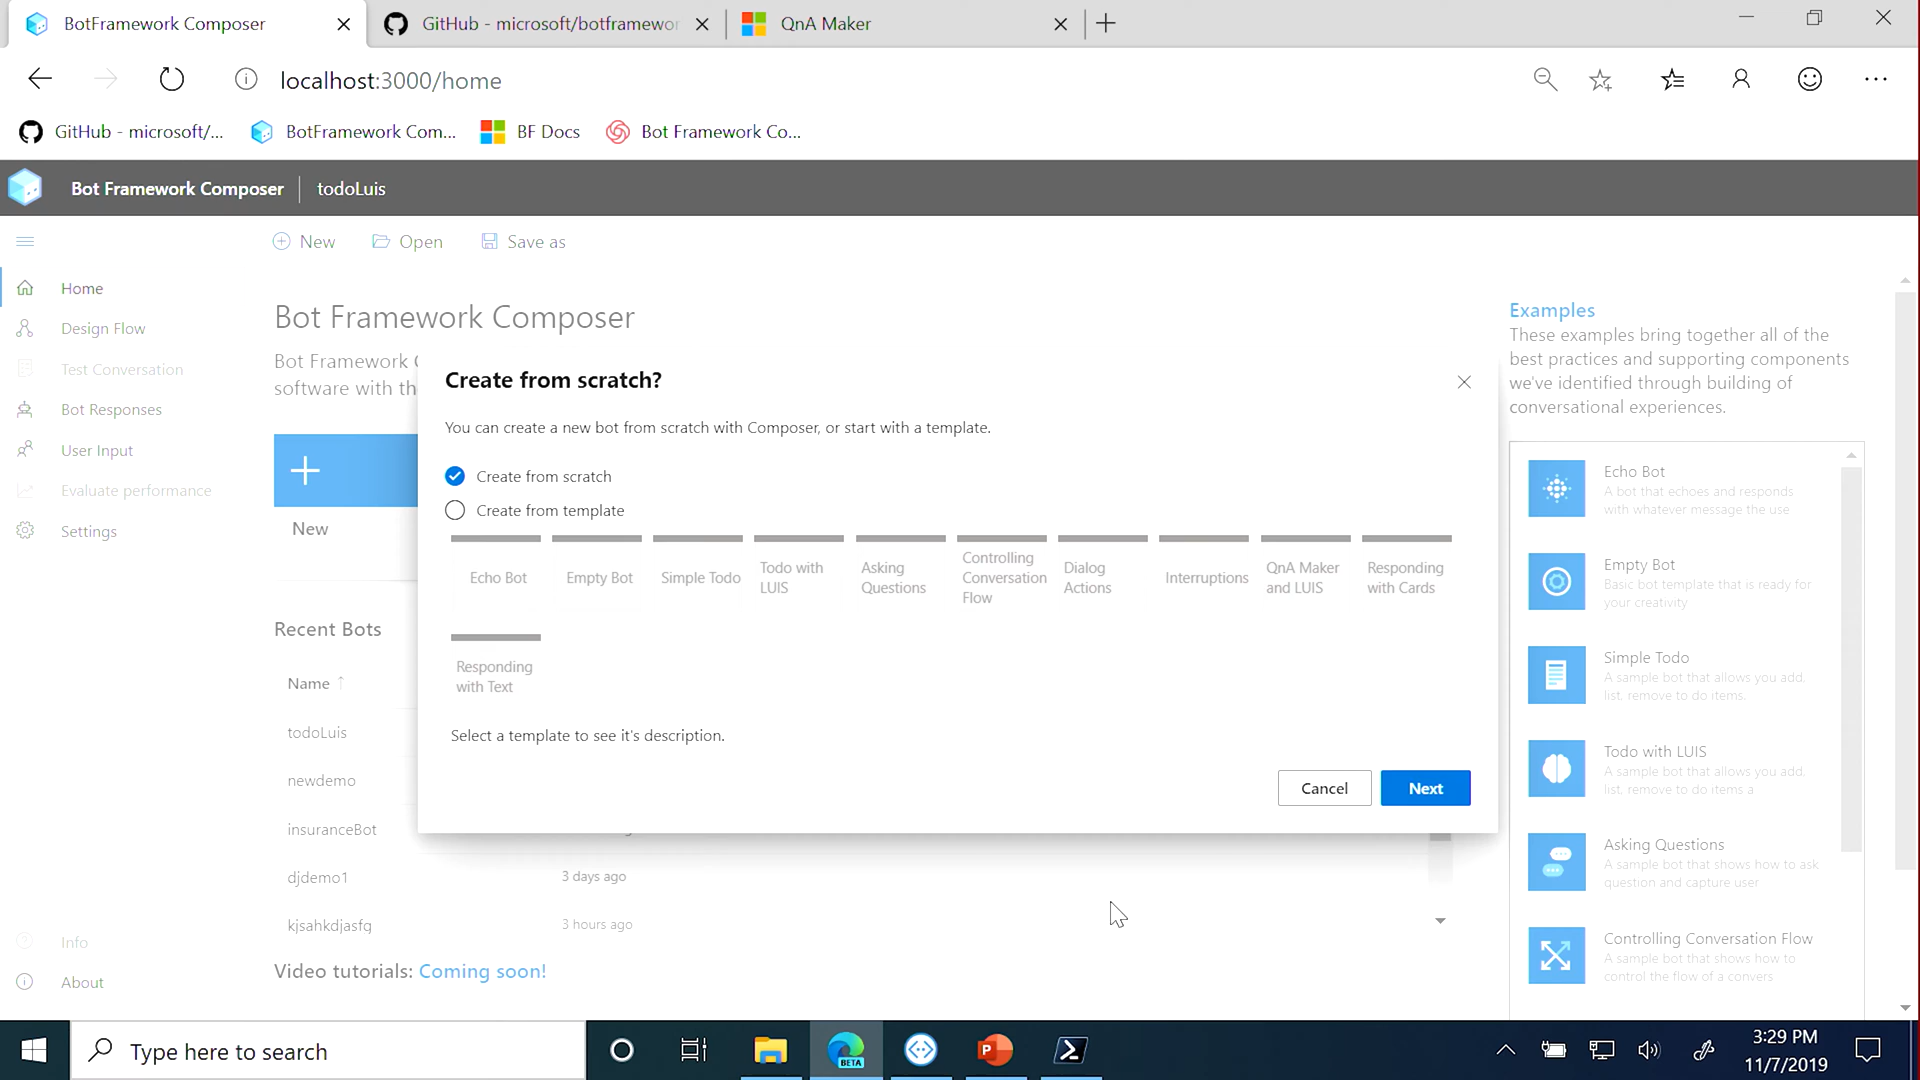 BotFramework Composer
GitHub - microsoft/botframewor
QnA Maker
localhost:3000/home
GitHub - microsoft/...
BotFramework Com...
BF Docs
Bot Framework Co...
Bot Framework Composer
todoLuis
New
Open
Save as
Home
Design Flow
Test Conversation
Bot Responses
User Input
Evaluate performance
Settings
Info
About
Bot Framework Composer
Bot Framework
software with th
New
Recent Bots
Name
todoLuis
newdemo
insuranceBot
djdemo1
3 days ago
kjsahkdjasfq
3 hours ago
Video tutorials: Coming soon!
Create from scratch?
You can create a new bot from scratch with Composer, or start with a template.
Create from scratch
Create from template
Echo Bot
Empty Bot
Simple Todo
Todo with
LUIS
Asking
Questions
Controlling
Conversation
Flow
Dialog
Actions
Interruptions
QnA Maker
and LUIS
Responding
with Cards
Responding
with Text
Select a template to see it's description.
Cancel
Next
Examples
These examples bring together all of the
best practices and supporting components
we've identified through building of
conversational experiences.
Echo Bot
A bot that echoes and responds
with whatever message the use
Empty Bot
Basic bot template that is ready for
your creativity
Simple Todo
A sample bot that allows you add,
list, remove to do items.
Todo with LUIS
A sample bot that allows you add,
list, remove to do items a
Asking Questions
A sample bot that shows how to ask
question and capture user
Controlling Conversation Flow
A sample bot that shows how to
control the flow of a convers
Type here to search
BETA
3:29 PM
11/7/2019